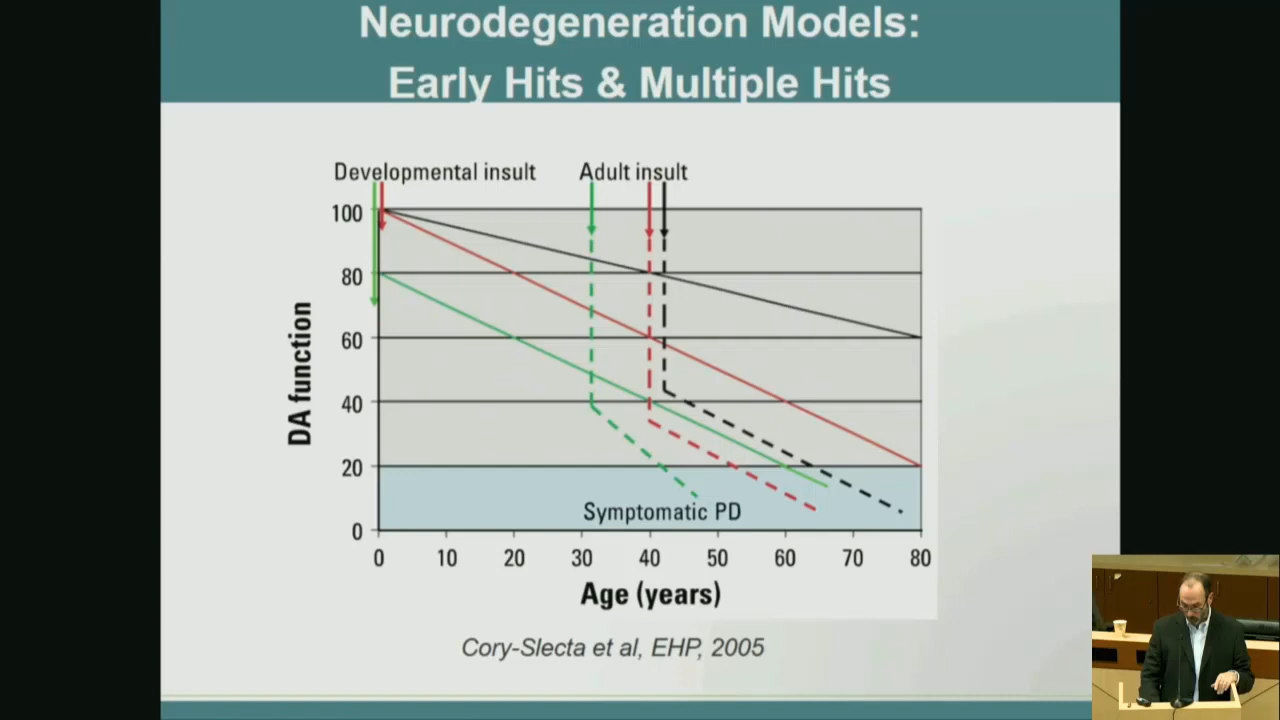 Neurodegeneration Models:
Early Hits & Multiple Hits
Developmental insult
Adult insult
100
80
60
40
20
0
DA function
Symptomatic PD
0 10 20 30 40 50 60 70 80
Age (years)
Cory-Slecta et al, EHP, 2005